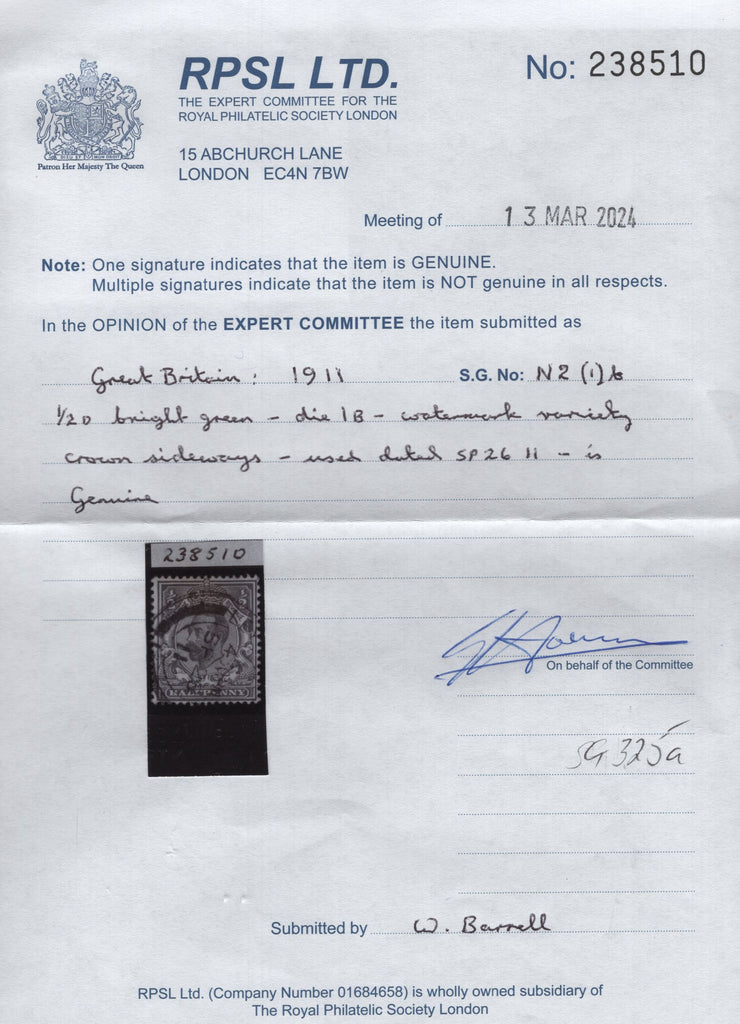 RPSL LTD.
THE EXPERT COMMITTEE FOR THE
ROYAL PHILATELIC SOCIETY LONDON
15 ABCHURCH LANE
LONDON EC4N 7BW
No: 238510
Patron Her Majesty The Queen
Meeting of 13 MAR 2024
Note: One signature indicates that the item is GENUINE.
Multiple signatures indicate that the item is NOT genuine in all respects.
In the OPINION of the EXPERT COMMITTEE the item submitted as
Great Britain: 1911 S.G. No: N2 (1) b
1/2D bright green - die 1B - watermark variety
crown sideways - used dated SP 26 11 - is
Genuine
238510
HALFPENNY
On behalf of the Committee
SG 325a
Submitted by W. Barrell
RPSL Ltd. (Company Number 01684658) is wholly owned subsidiary of
The Royal Philatelic Society London